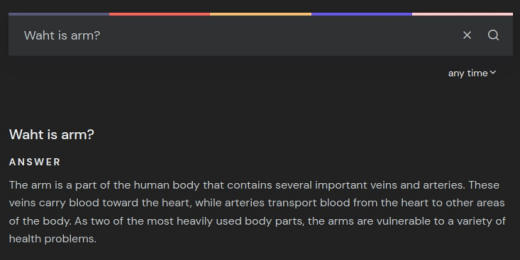 Waht is arm?
any time
Waht is arm?
ANSWER
The arm is a part of the human body that contains several important veins and arteries. These
veins carry blood toward the heart, while arteries transport blood from the heart to other areas
of the body. As two of the most heavily used body parts, the arms are vulnerable to a variety of
health problems.